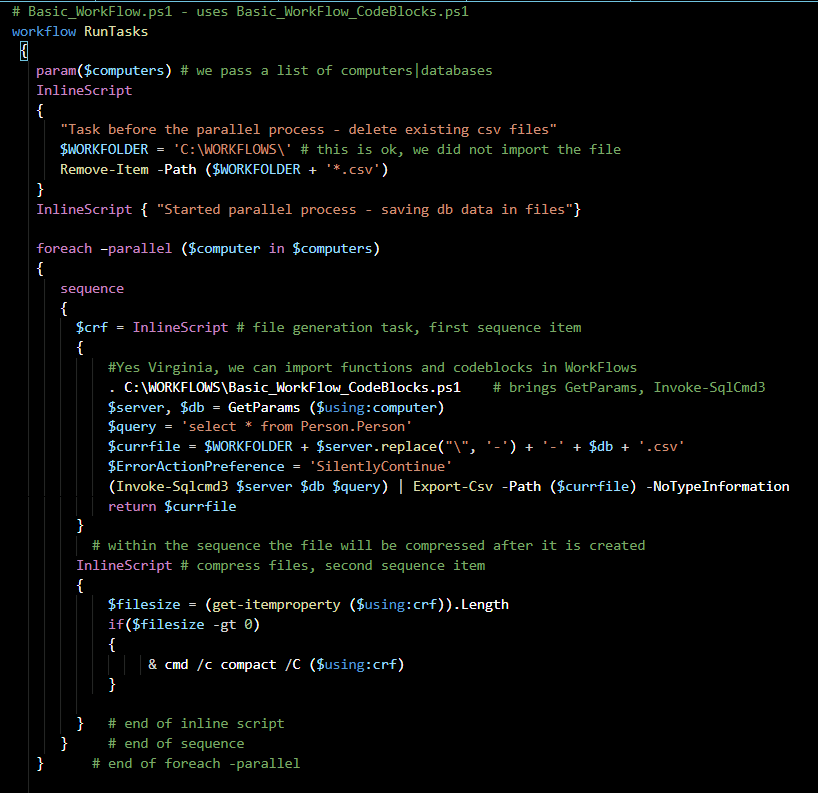 # Basic_WorkFlow.ps1 - uses Basic_WorkFlow_CodeBlocks.ps1
workflow RunTasks
{
param($computers) # we pass a list of computers|databases
InlineScript
{
"Task before the parallel process - delete existing csv files"
$WORKFOLDER = 'C:\WORKFLOWS\' # this is ok, we did not import the file
Remove-Item -Path ($WORKFOLDER + '*.csv')
}
InlineScript { "Started parallel process - saving db data in files"}
foreach –parallel ($computer in $computers)
{
sequence
{
$crf = InlineScript # file generation task, first sequence item
{
#Yes Virginia, we can import functions and codeblocks in WorkFlows
. C:\WORKFLOWS\Basic_WorkFlow_CodeBlocks.ps1 # brings GetParams, Invoke-SqlCmd3
$server, $db = GetParams ($using:computer)
$query = 'select * from Person.Person'
$currfile = $WORKFOLDER + $server.replace("\", '-') + '-' + $db + '.csv'
$ErrorActionPreference = 'SilentlyContinue'
(Invoke-Sqlcmd3 $server $db $query) | Export-Csv -Path ($currfile) -NoTypeInformation
return $currfile
}
# within the sequence the file will be compressed after it is created
InlineScript # compress files, second sequence item
{
$filesize = (get-itemproperty ($using:crf)).Length
if($filesize -gt 0)
{
& cmd /c compact /C ($using:crf)
}
} # end of inline script
} # end of sequence
} # end of foreach -parallel